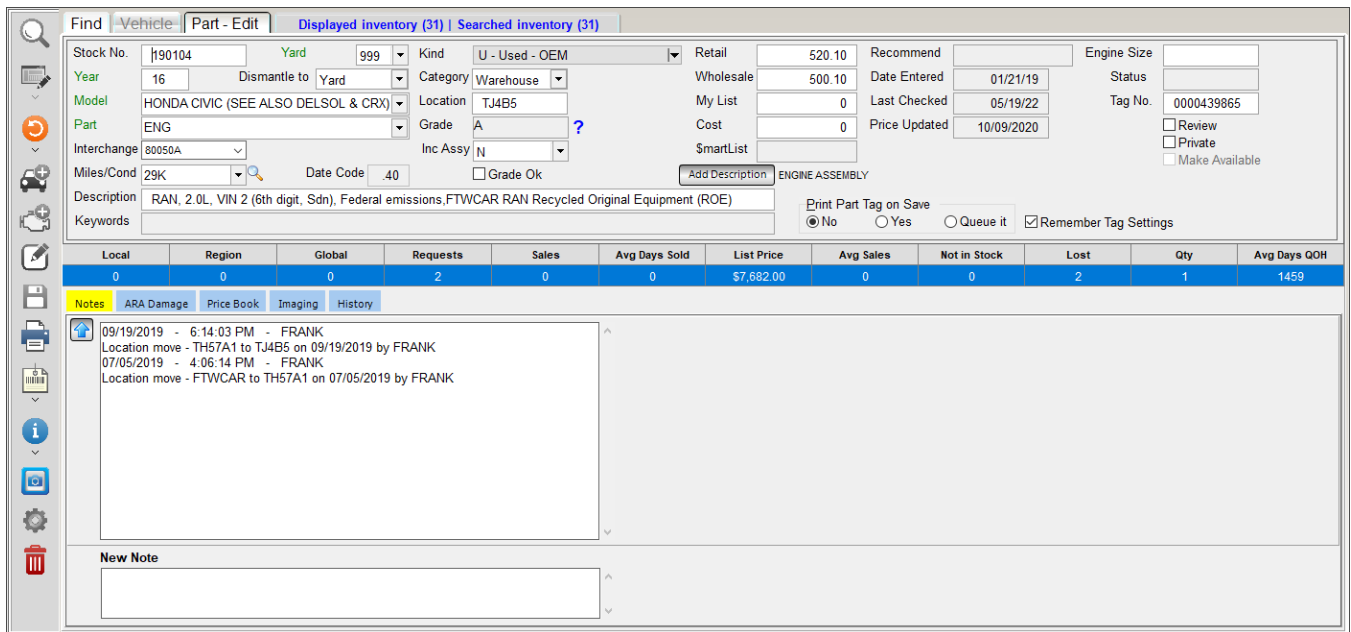 Find Vehicle Part - Edit Displayed inventory (31) | Searched inventory (31)
Stock No. 190104 Yard 999 Kind U - Used - OEM Retail 520.10 Recommend Engine Size
Year 16 Dismantle to Yard Category Warehouse Wholesale 500.10 Date Entered 01/21/19 Status
Model HONDA CIVIC (SEE ALSO DELSOL & CRX) Location TJ4B5 My List 0 Last Checked 05/19/22 Tag No. 0000439865
Part ENG Grade A ? Cost 0 Price Updated 10/09/2020 Review
Private
Interchange 80050A Inc Assy N $martList Make Available
Miles/Cond 29K Date Code .40 Grade Ok Add Description ENGINE ASSEMBLY
Description RAN, 2.0L, VIN 2 (6th digit, Sdn), Federal emissions,FTWCAR RAN Recycled Original Equipment (ROE) Print Part Tag on Save
Keywords No Yes Queue it Remember Tag Settings
Local Region Global Requests Sales Avg Days Sold List Price Avg Sales Not in Stock Lost Qty Avg Days QOH
0 0 0 2 0 0 $7,682.00 0 0 2 1 1459
Notes ARA Damage Price Book Imaging History
09/19/2019 - 6:14:03 PM - FRANK
Location move - TH57A1 to TJ4B5 on 09/19/2019 by FRANK
07/05/2019 - 4:06:14 PM - FRANK
Location move - FTWCAR to TH57A1 on 07/05/2019 by FRANK
New Note